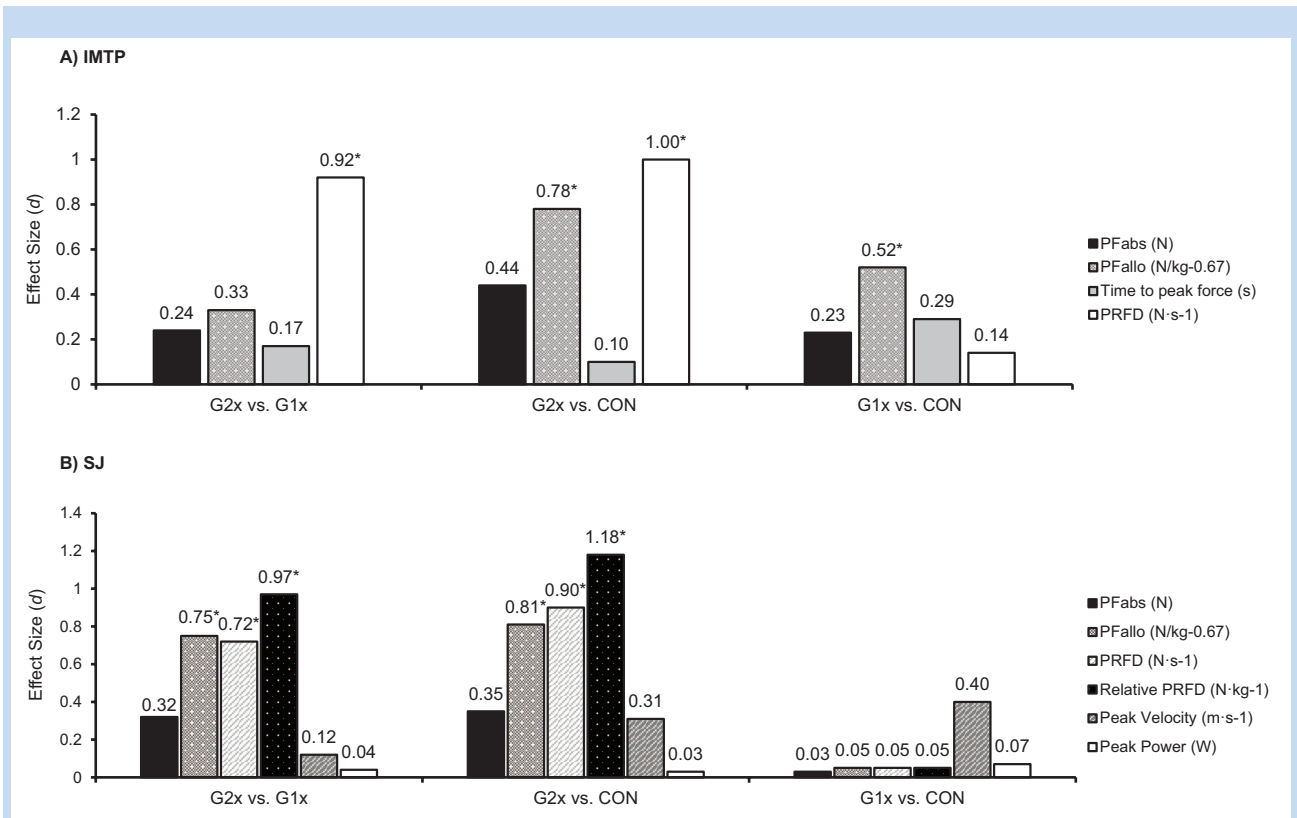 A) IMTP
1.2
1
0.8
0.6
0.4
0.2
0
Effect Size (d)
0.24
0.33
0.17
0.92*
0.44
0.78*
0.10
1.00*
0.23
0.52*
0.29
0.14
G2x vs. G1x
G2x vs. CON
G1x vs. CON
PFabs (N)
PFallo (N/kg-0.67)
Time to peak force (s)
PRFD (N·s-1)
B) SJ
1.4
1.2
1
0.8
0.6
0.4
0.2
0
Effect Size (d)
0.32
0.75*
0.72*
0.97*
0.12
0.04
0.35
0.81*
0.90*
1.18*
0.31
0.03
0.03
0.05
0.05
0.05
0.40
0.07
G2x vs. G1x
G2x vs. CON
G1x vs. CON
PFabs (N)
PFallo (N/kg-0.67)
PRFD (N·s-1)
Relative PRFD (N·kg-1)
Peak Velocity (m·s-1)
Peak Power (W)